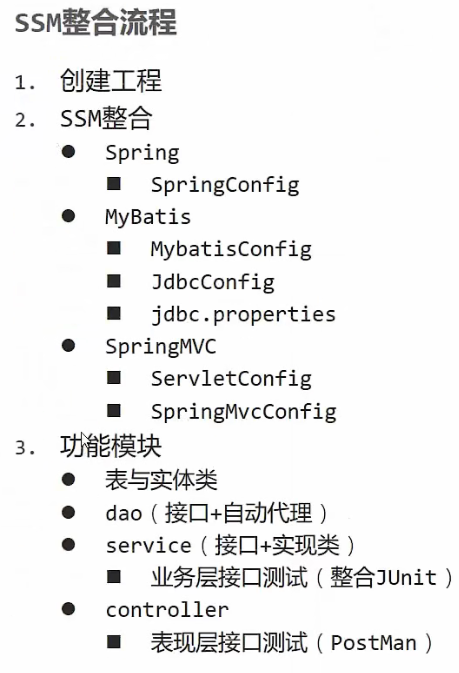 SSM整合流程
1. 创建工程
2. SSM整合
● Spring
■ SpringConfig
● MyBatis
■ MybatisConfig
■ JdbcConfig
■ jdbc.properties
● SpringMVC
■ ServletConfig
■ SpringMvcConfig
3. 功能模块
● 表与实体类
● dao（接口+自动代理）
● service（接口+实现类）
■ 业务层接口测试（整合JUnit）
● controller
■ 表现层接口测试（PostMan）